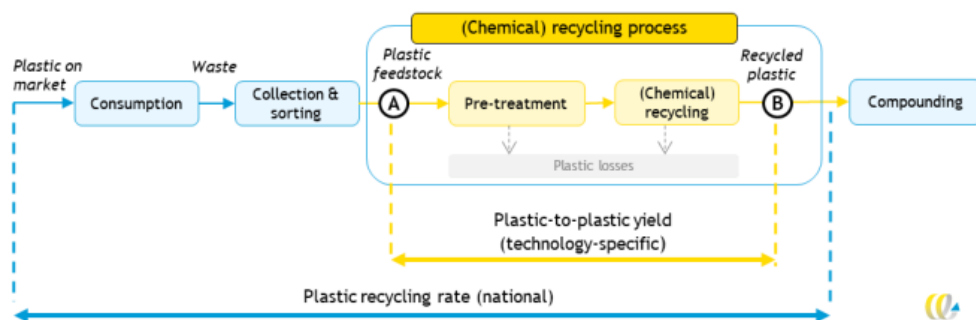 (Chemical) recycling process
Plastic on
market
Waste
Plastic
feedstock
Recycled
plastic
Consumption
Collection &
sorting
A
Pre-treatment
(Chemical)
recycling
B
Compounding
Plastic losses
Plastic-to-plastic yield
(technology-specific)
Plastic recycling rate (national)